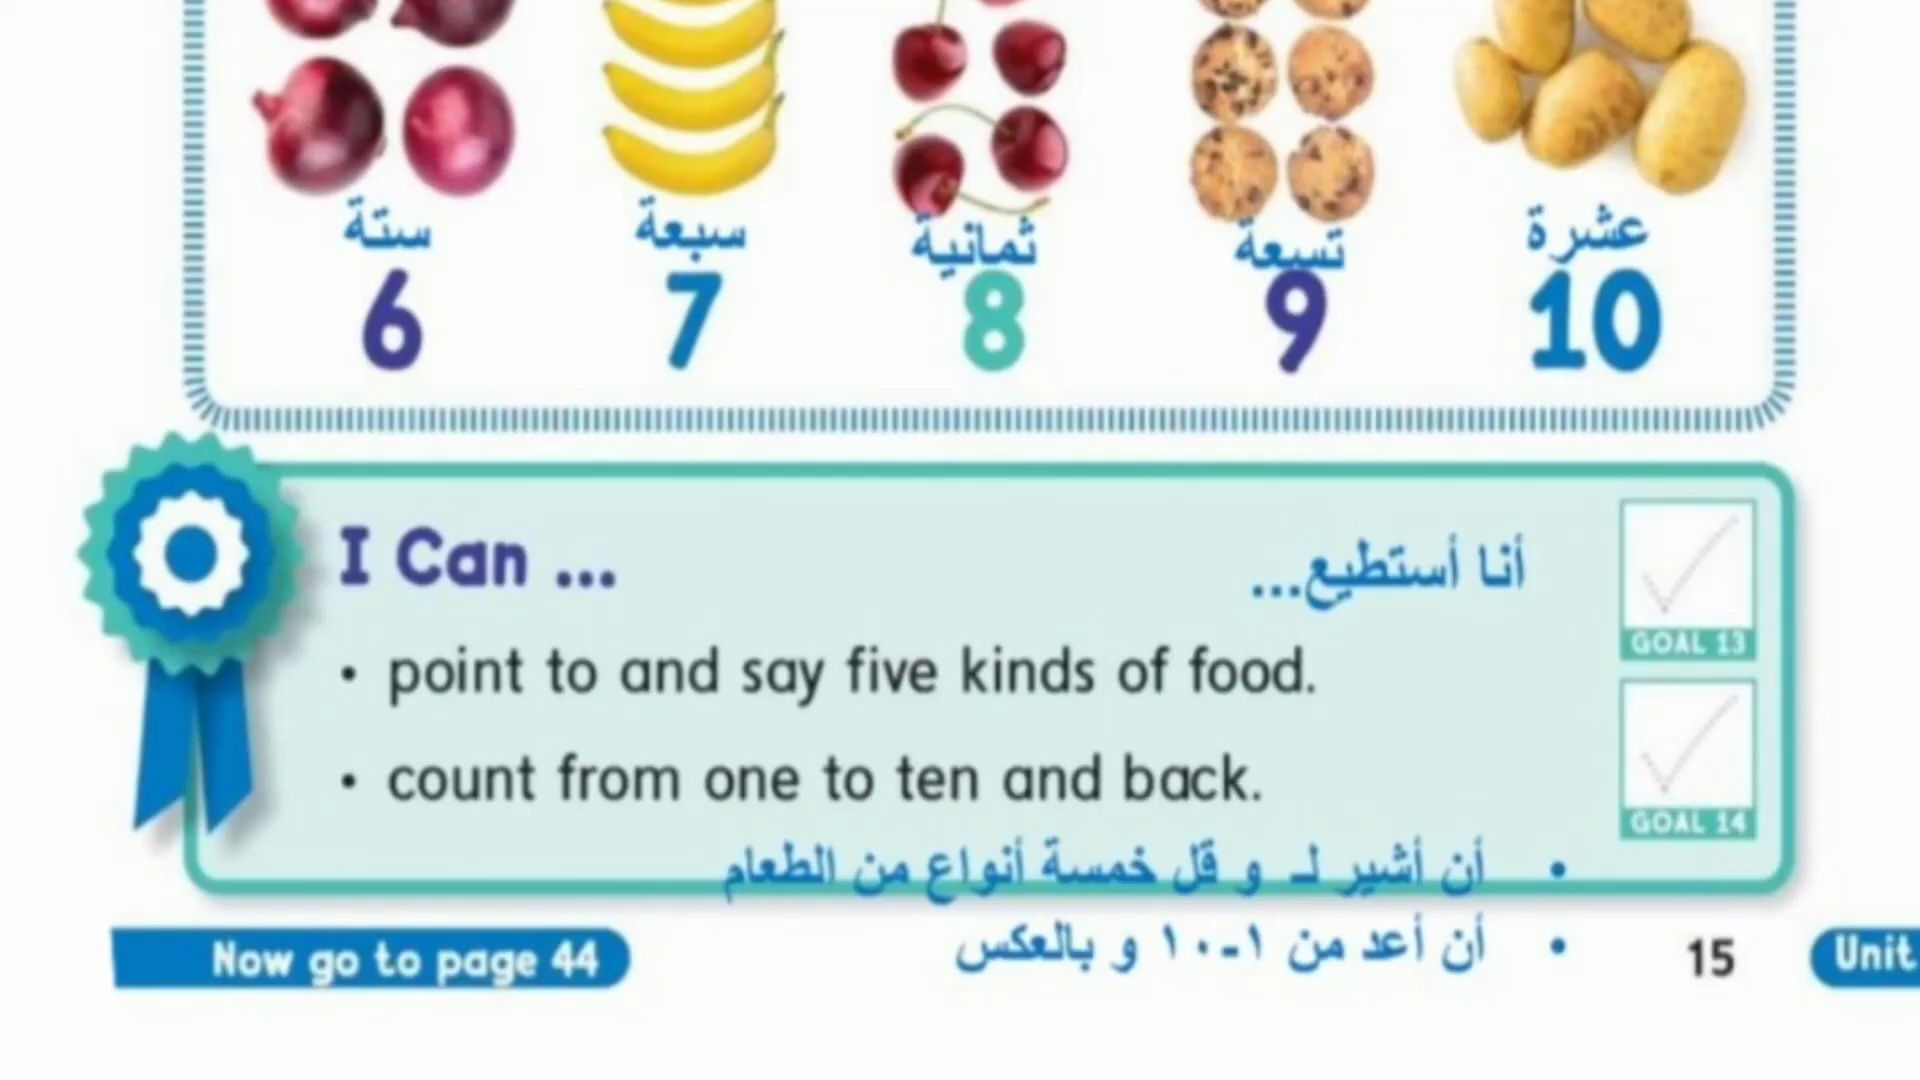 ستة سبعة ثمانية تسعة عشرة
6 7 8 9 10
I Can ...
أنا أستطيع...
GOAL 13
• point to and say five kinds of food.
• count from one to ten and back.
GOAL 14
• أن أشير لـ و قل خمسة أنواع من الطعام
• أن أعد من ١-١٠ و بالعكس
Now go to page 44
15
Unit